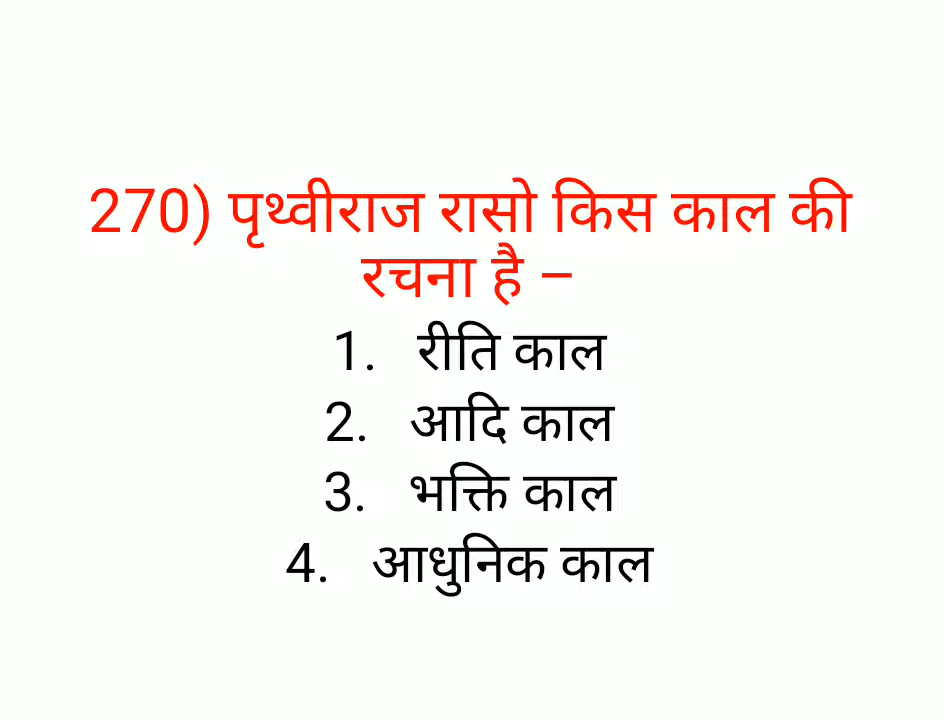 270) पृथ्वीराज रासो किस काल की
रचना है –
1. रीति काल
2. आदि काल
3. भक्ति काल
4. आधुनिक काल